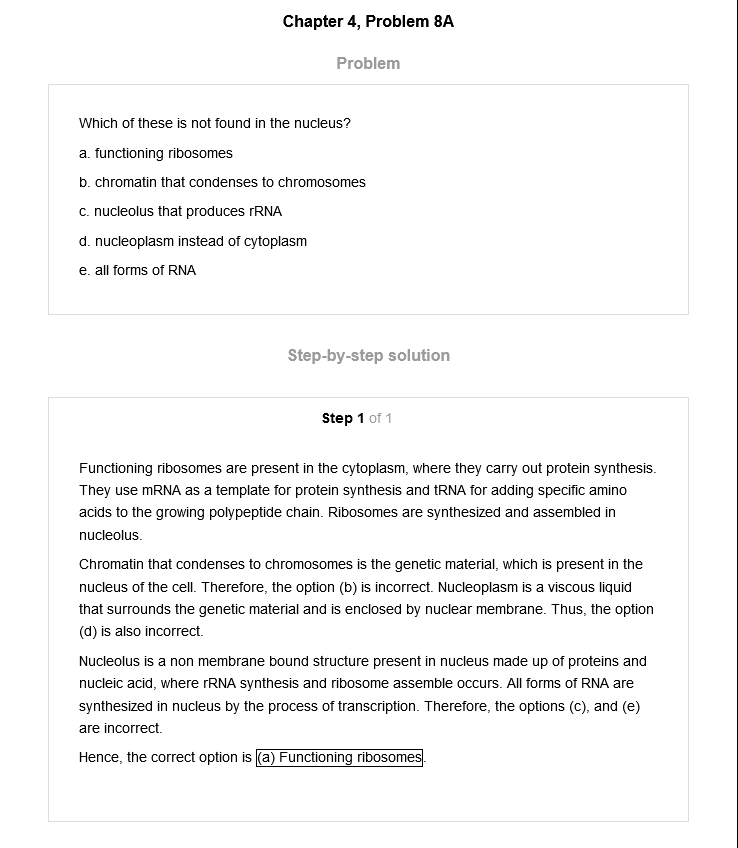 Chapter 4, Problem 8A
Problem
Which of these is not found in the nucleus?
a. functioning ribosomes
b. chromatin that condenses to chromosomes
c. nucleolus that produces rRNA
d. nucleoplasm instead of cytoplasm
e. all forms of RNA
Step-by-step solution
Step 1 of 1
Functioning ribosomes are present in the cytoplasm, where they carry out protein synthesis.
They use mRNA as a template for protein synthesis and tRNA for adding specific amino
acids to the growing polypeptide chain. Ribosomes are synthesized and assembled in
nucleolus.
Chromatin that condenses to chromosomes is the genetic material, which is present in the
nucleus of the cell. Therefore, the option (b) is incorrect. Nucleoplasm is a viscous liquid
that surrounds the genetic material and is enclosed by nuclear membrane. Thus, the option
(d) is also incorrect.
Nucleolus is a non membrane bound structure present in nucleus made up of proteins and
nucleic acid, where rRNA synthesis and ribosome assemble occurs. All forms of RNA are
synthesized in nucleus by the process of transcription. Therefore, the options (c), and (e)
are incorrect.
Hence, the correct option is (a) Functioning ribosomes.